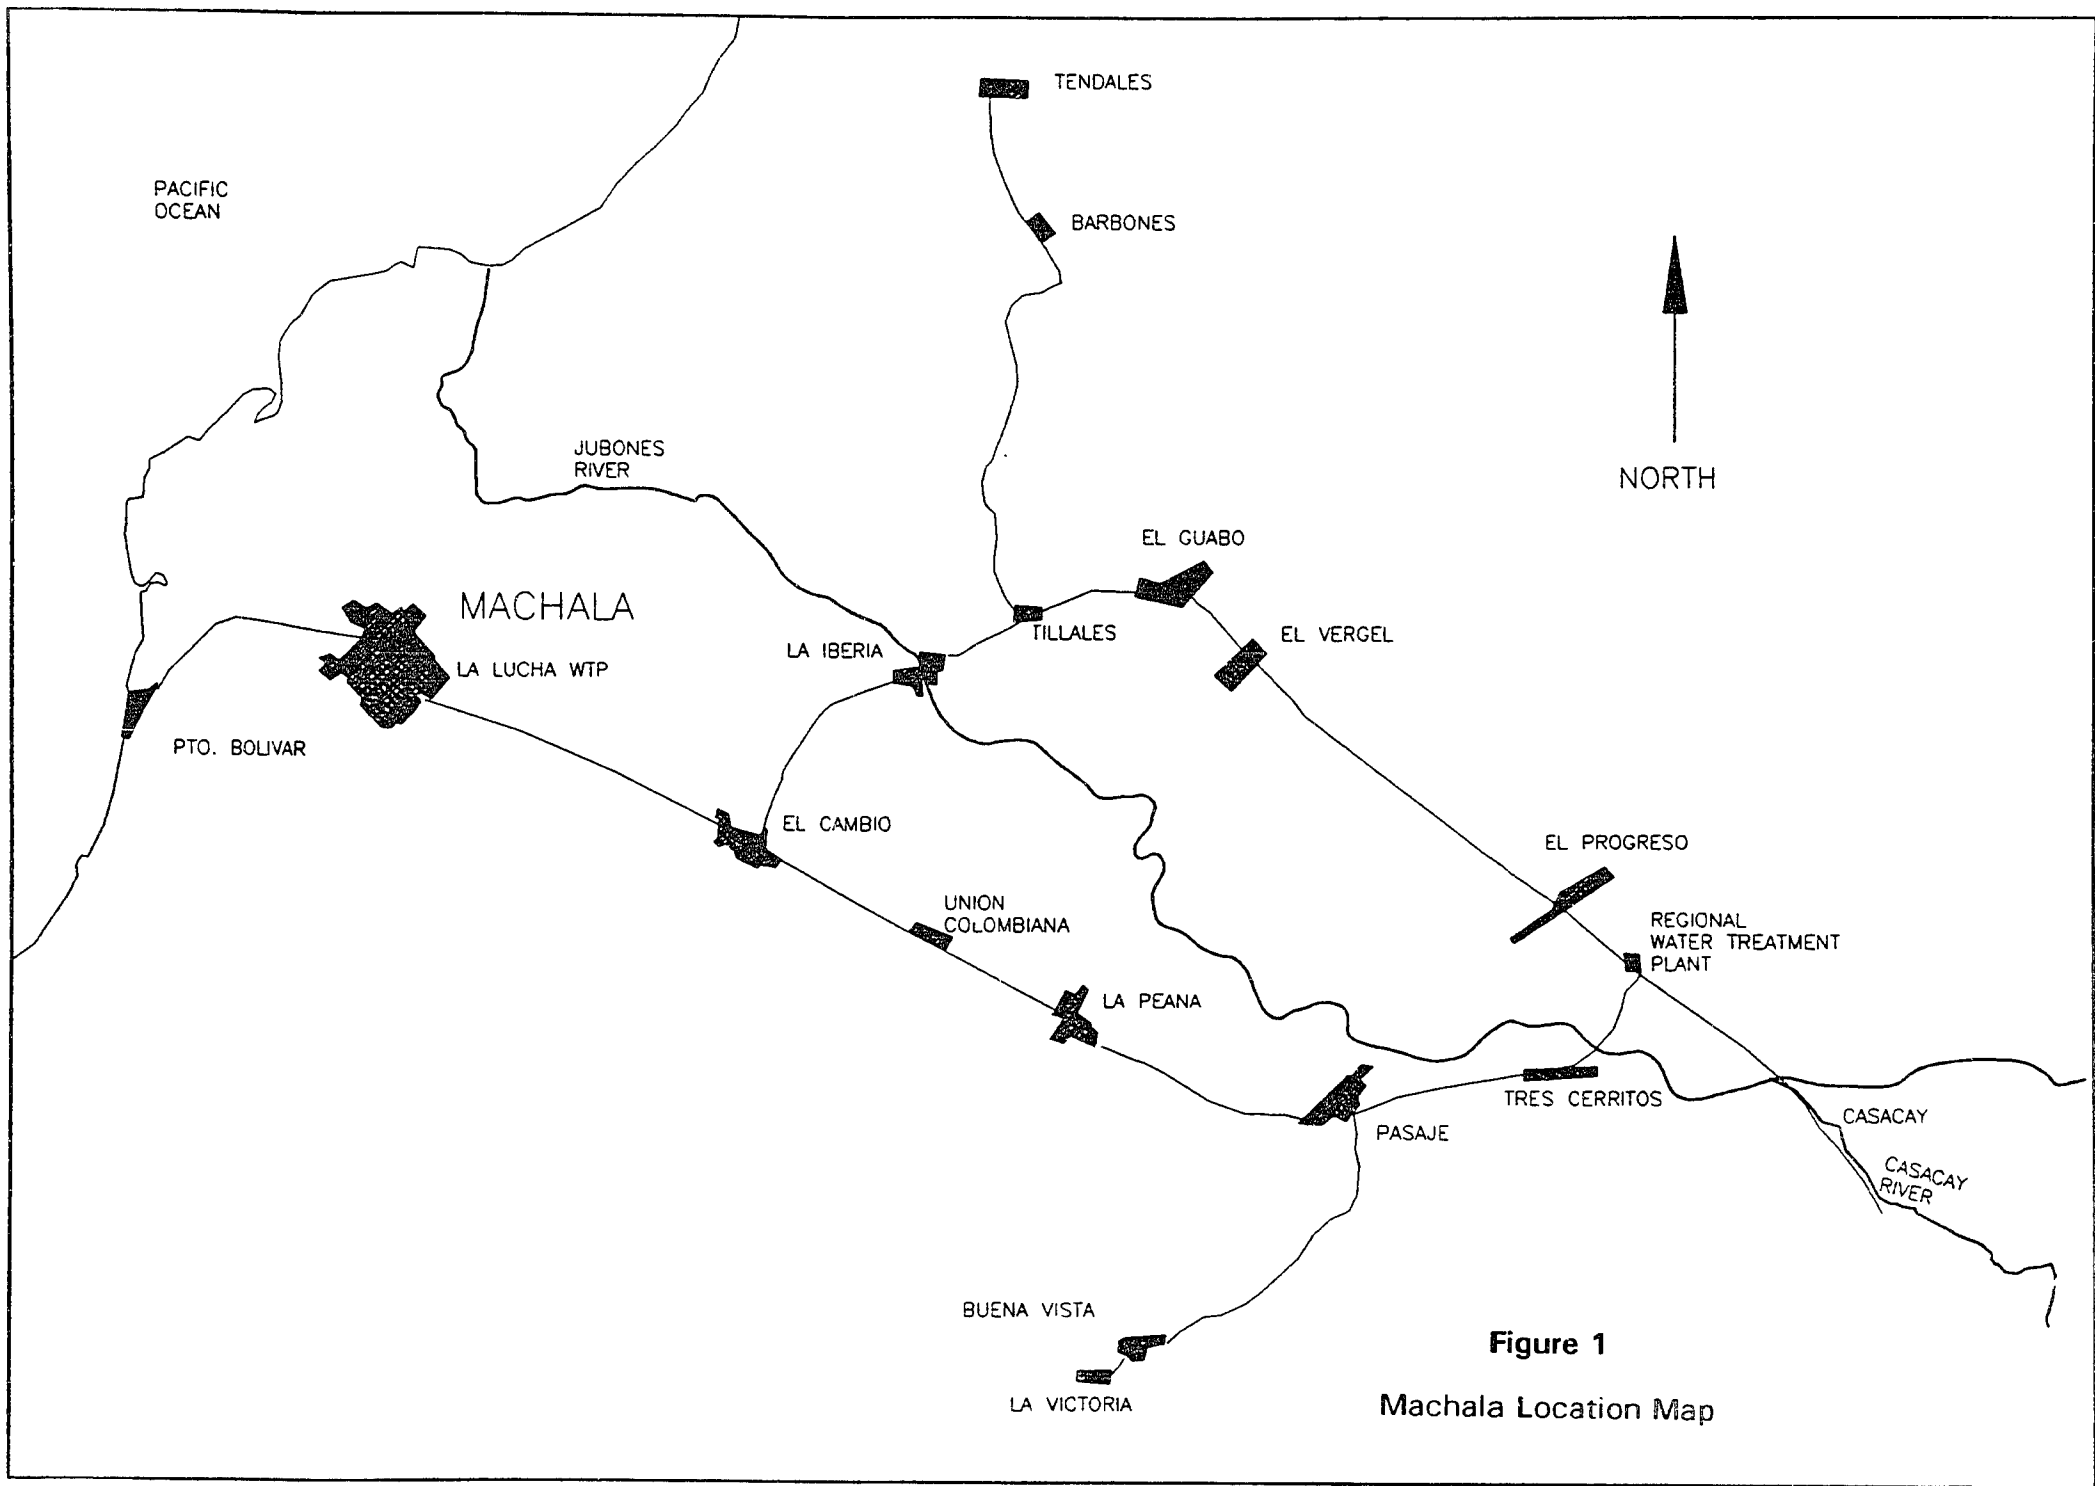 TENDALES
PACIFIC
OCEAN
BARBONES
JUBONES
RIVER
NORTH
EL GUABO
MACHALA
TILLALES
EL VERGEL
LA IBERIA
LA LUCHA WTP
PTO. BOLIVAR
EL CAMBIO
EL PROGRESO
UNION
COLOMBIANA
REGIONAL
WATER TREATMENT
PLANT
LA PEANA
TRES CERRITOS
CASACAY
PASAJE
CASACAY
RIVER
BUENA VISTA
LA VICTORIA
Figure 1
Machala Location Map